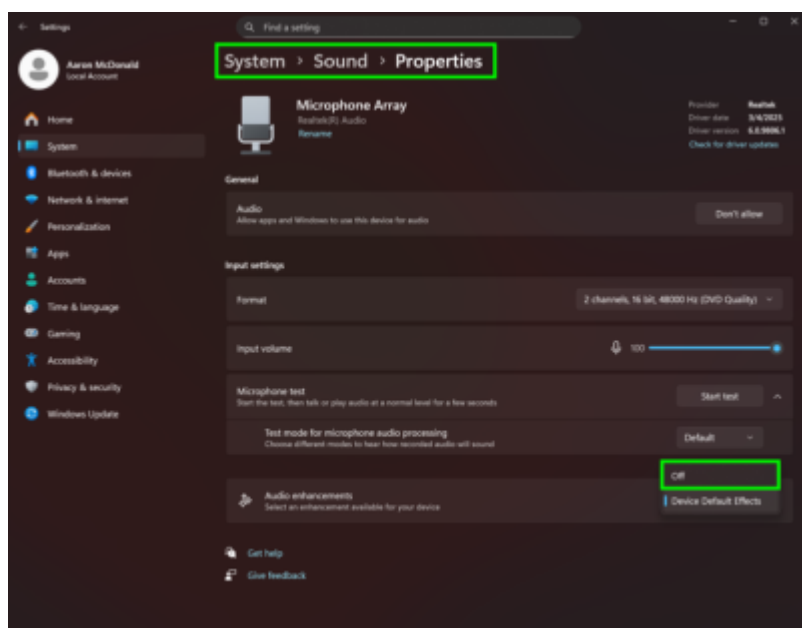 Settings
Find a setting
Aaron McDonald
Local Account
System > Sound > Properties
Home
System
Bluetooth & devices
Network & internet
Personalization
Apps
Accounts
Time & language
Gaming
Accessibility
Privacy & security
Windows Update
Microphone Array
Realtek(R) Audio
Rename
Provider Realtek
Driver date 3/4/2025
Driver version 6.0.9806.1
Check for driver updates
General
Audio
Allow apps and Windows to use this device for audio
Don't allow
Input settings
Format
2 channels, 16 bit, 48000 Hz (DVD Quality)
Input volume
100
Microphone test
Start the test, then talk or play audio at a normal level for a few seconds
Start test
Test mode for microphone audio processing
Choose different modes to hear how recorded audio will sound
Default
Audio enhancements
Select an enhancement available for your device
Off
Device Default Effects
Get help
Give feedback